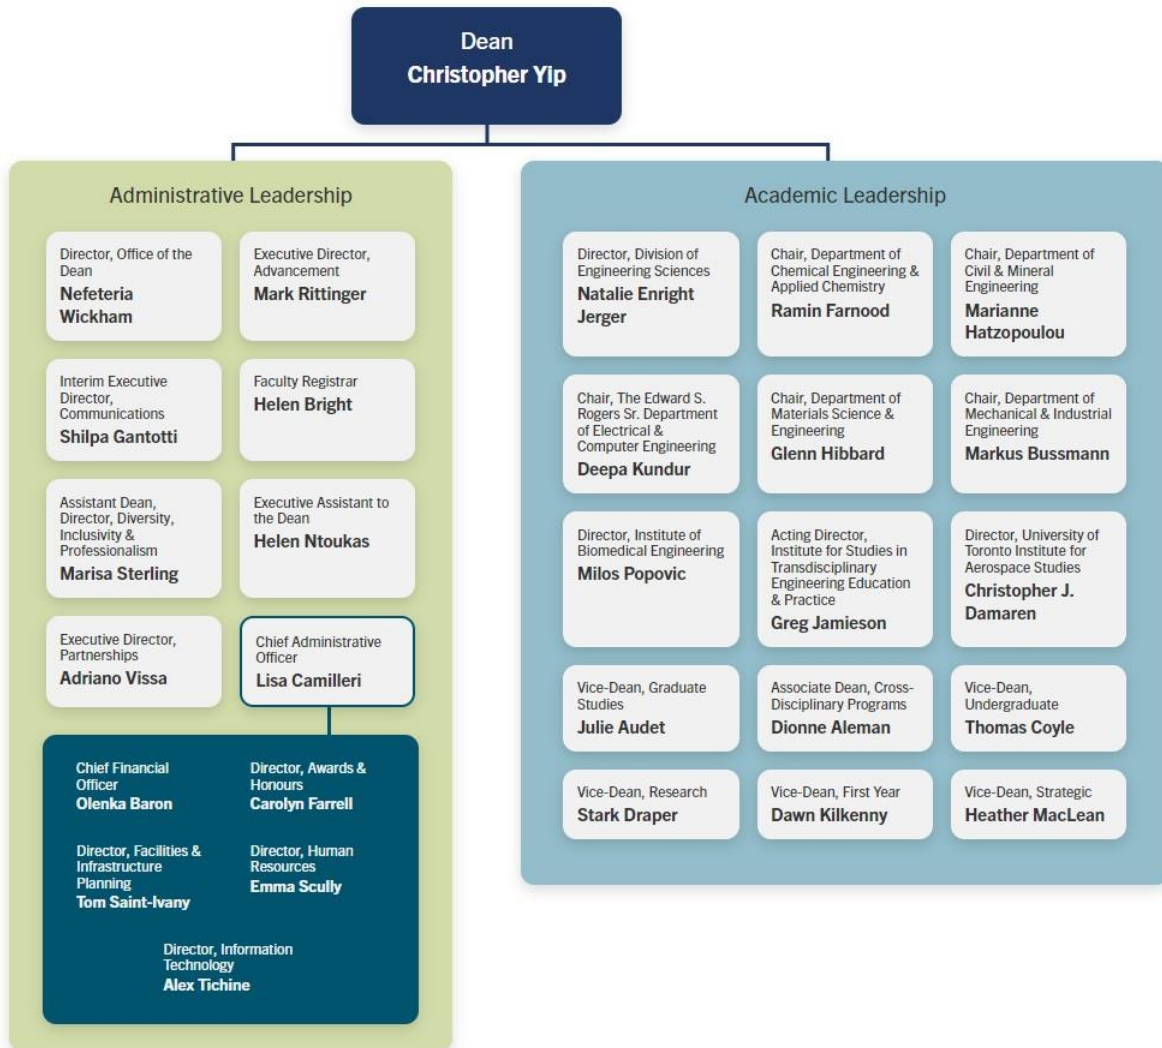 Dean
Christopher Yip
Administrative Leadership
Director, Office of the
Dean
Nefeteria
Wickham
Executive Director,
Advancement
Mark Rittinger
Interim Executive
Director,
Communications
Shilpa Gantotti
Faculty Registrar
Helen Bright
Assistant Dean,
Director, Diversity,
Inclusivity &
Professionalism
Marisa Sterling
Executive Assistant to
the Dean
Helen Ntoukas
Executive Director,
Partnerships
Adriano Vissa
Chief Administrative
Officer
Lisa Camilleri
Chief Financial
Officer
Olenka Baron
Director, Awards &
Honours
Carolyn Farrell
Director, Facilities &
Infrastructure
Planning
Tom Saint-Ivany
Director, Human
Resources
Emma Scully
Director, Information
Technology
Alex Tichine
Academic Leadership
Director, Division of
Engineering Sciences
Natalie Enright
Jerger
Chair, Department of
Chemical Engineering &
Applied Chemistry
Ramin Farnood
Chair, Department of
Civil & Mineral
Engineering
Marianne
Hatzopoulou
Chair, The Edward S.
Rogers Sr. Department
of Electrical &
Computer Engineering
Deepa Kundur
Chair, Department of
Materials Science &
Engineering
Glenn Hibbard
Chair, Department of
Mechanical & Industrial
Engineering
Markus Bussmann
Director, Institute of
Biomedical Engineering
Milos Popovic
Acting Director,
Institute for Studies in
Transdisciplinary
Engineering Education
& Practice
Greg Jamieson
Director, University of
Toronto Institute for
Aerospace Studies
Christopher J.
Damaren
Vice-Dean, Graduate
Studies
Julie Audet
Associate Dean, Cross-
Disciplinary Programs
Dionne Aleman
Vice-Dean,
Undergraduate
Thomas Coyle
Vice-Dean, Research
Stark Draper
Vice-Dean, First Year
Dawn Kilkenny
Vice-Dean, Strategic
Heather MacLean